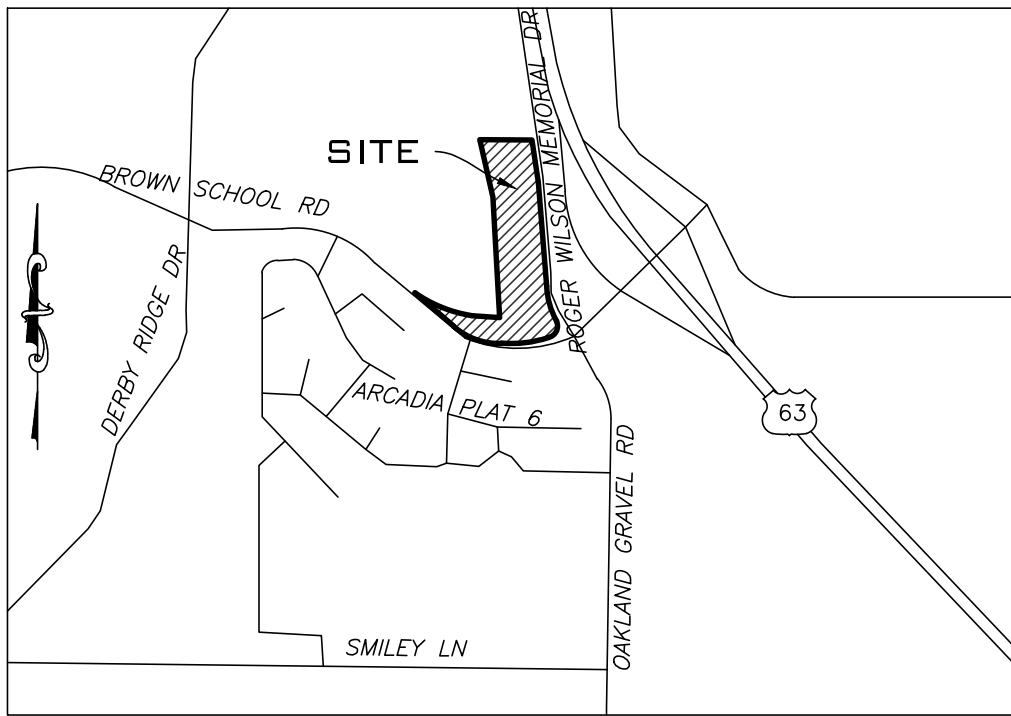 ROGER WILSON MEMORIAL DR
SITE
BROWN SCHOOL RD
DERBY RIDGE DR
ARCADIA PLAT 6
63
OAKLAND GRAVEL RD
SMILEY LN